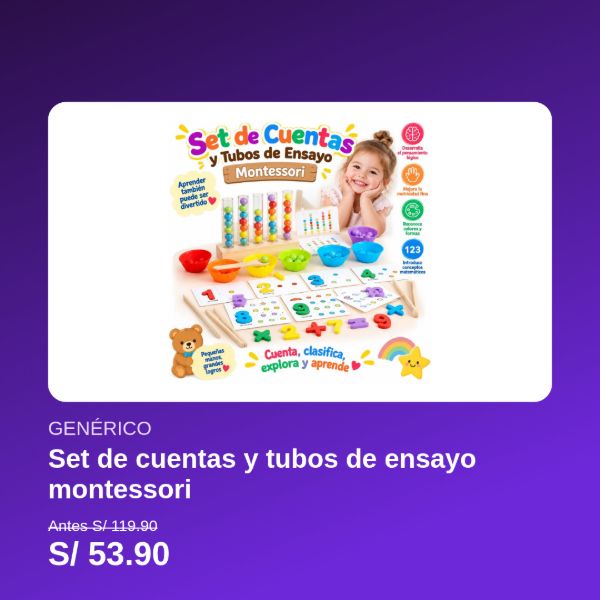 Set de Cuentas
y Tubos de Ensayo
Montessori
Aprender
también
puede ser
divertido
Desarrolla
el pensamiento
lógico
Mejora la
motricidad fina
Reconoce
colores y
formas
123
Introduce
conceptos
matemáticos
Pequeñas
manos,
grandes
logros
Cuenta, clasifica,
explora y aprende
GENÉRICO
Set de cuentas y tubos de ensayo
montessori
Antes S/ 119.90
S/ 53.90